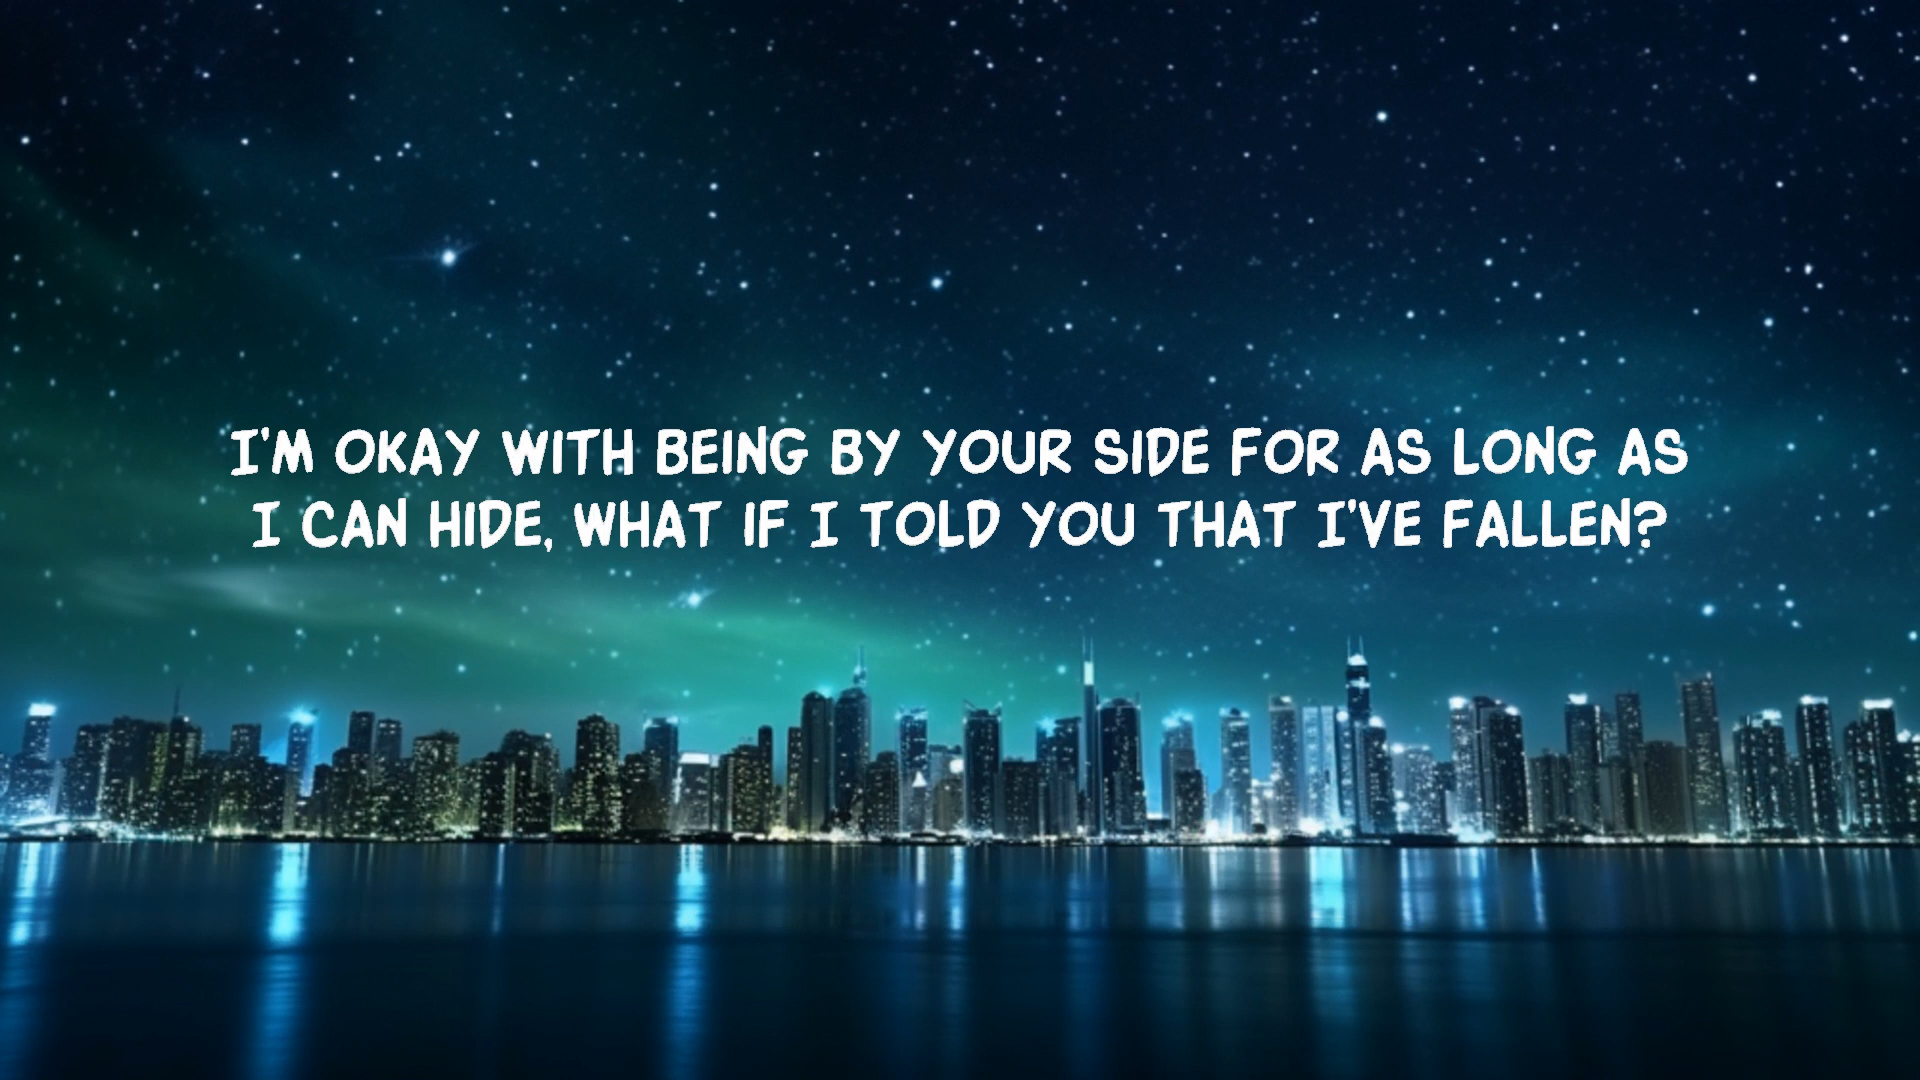 I'M OKAY WITH BEING BY YOUR SIDE FOR AS LONG AS
I CAN HIDE, WHAT IF I TOLD YOU THAT I'VE FALLEN?